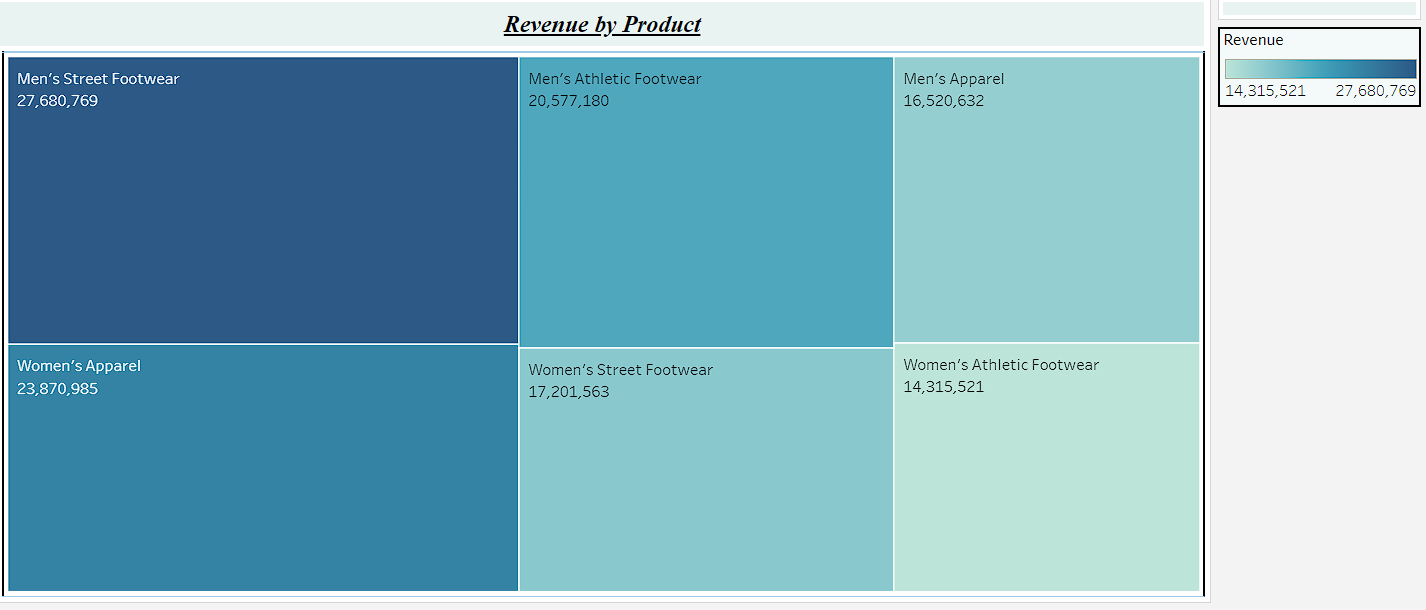 Revenue by Product
Men's Street Footwear
27,680,769
Men's Athletic Footwear
20,577,180
Men's Apparel
16,520,632
Women's Apparel
23,870,985
Women's Street Footwear
17,201,563
Women's Athletic Footwear
14,315,521
Revenue
14,315,521 27,680,769